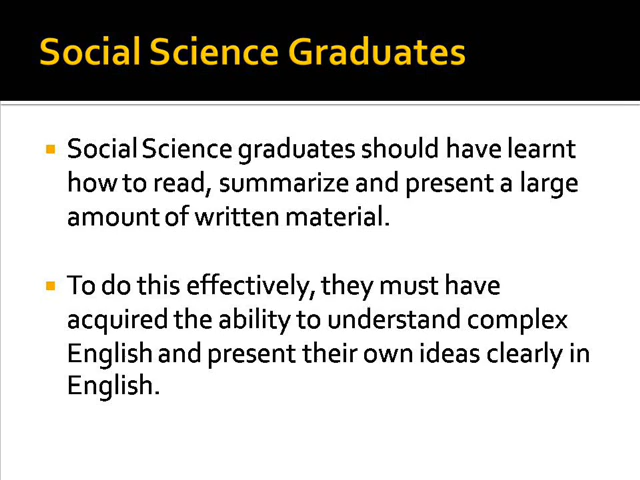 Social Science Graduates
Social Science graduates should have learnt
how to read, summarize and present a large
amount of written material.
To do this effectively, they must have
acquired the ability to understand complex
English and present their own ideas clearly in
English.